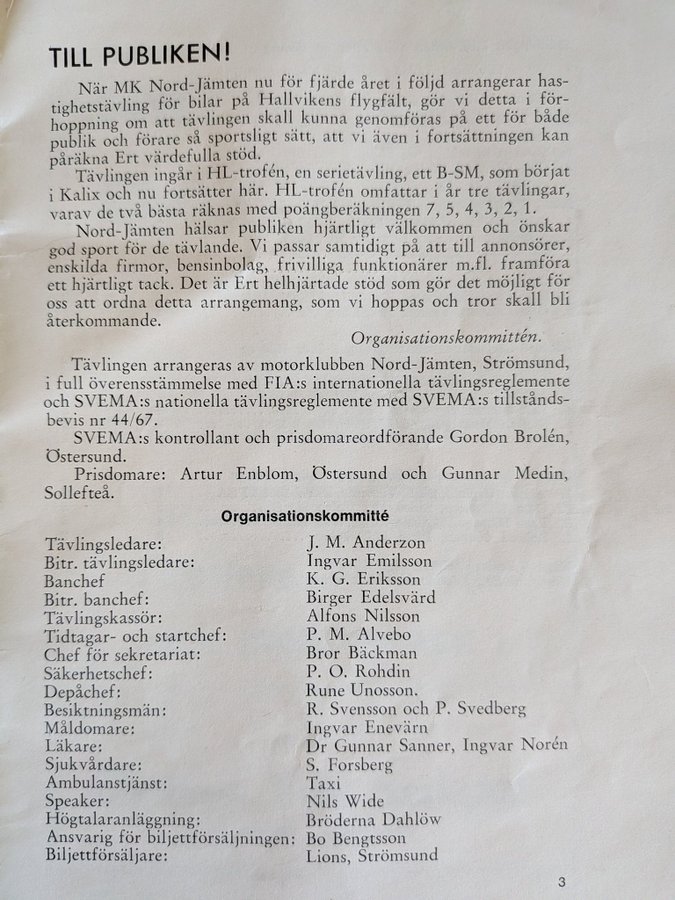 TILL PUBLIKEN!
När MK Nord-Jämten nu för fjärde året i följd arrangerar has-
tighetstävling för bilar på Hallvikens flygfält, gör vi detta i för-
hoppning om att tävlingen skall kunna genomföras på ett för både
publik och förare så sportsligt sätt, att vi även i fortsättningen kan
påräkna Ert värdefulla stöd.
Tävlingen ingår i HL-trofén, en serietävling, ett B-SM, som börjat
i Kalix och nu fortsätter här. HL-trofén omfattar i år tre tävlingar,
varav de två bästa räknas med poängberäkningen 7, 5, 4, 3, 2, 1.
Nord-Jämten hälsar publiken hjärtligt välkommen och önskar
god sport för de tävlande. Vi passar samtidigt på att till annonsörer,
enskilda firmor, bensinbolag, frivilliga funktionärer m.fl. framföra
ett hjärtligt tack. Det är Ert helhjärtade stöd som gör det möjligt för
oss att ordna detta arrangemang, som vi hoppas och tror skall bli
återkommande.
Organisationskommittén.
Tävlingen arrangeras av motorklubben Nord-Jämten, Strömsund,
i full överensstämmelse med FIA:s internationella tävlingsreglemente
och SVEMA:s nationella tävlingsreglemente med SVEMA:s tillstånds-
bevis nr 44/67.
SVEMA:s kontrollant och prisdomareordförande Gordon Brolén,
Östersund.
Prisdomare: Artur Enblom, Östersund och Gunnar Medin,
Sollefteå.
Organisationskommitté
Tävlingsledare: J. M. Anderzon
Bitr. tävlingsledare: Ingvar Emilsson
Banchef K. G. Eriksson
Bitr. banchef: Birger Edelsvärd
Tävlingskassör: Alfons Nilsson
Tidtagar- och startchef: P. M. Alvebo
Chef för sekretariat: Bror Bäckman
Säkerhetschef: P. O. Rohdin
Depåchef: Rune Unosson.
Besiktningsmän: R. Svensson och P. Svedberg
Måldomare: Ingvar Enevärn
Läkare: Dr Gunnar Sanner, Ingvar Norén
Sjukvårdare: S. Forsberg
Ambulanstjänst: Taxi
Speaker: Nils Wide
Högtalaranläggning: Bröderna Dahlöw
Ansvarig för biljettförsäljningen: Bo Bengtsson
Biljettförsäljare: Lions, Strömsund
3